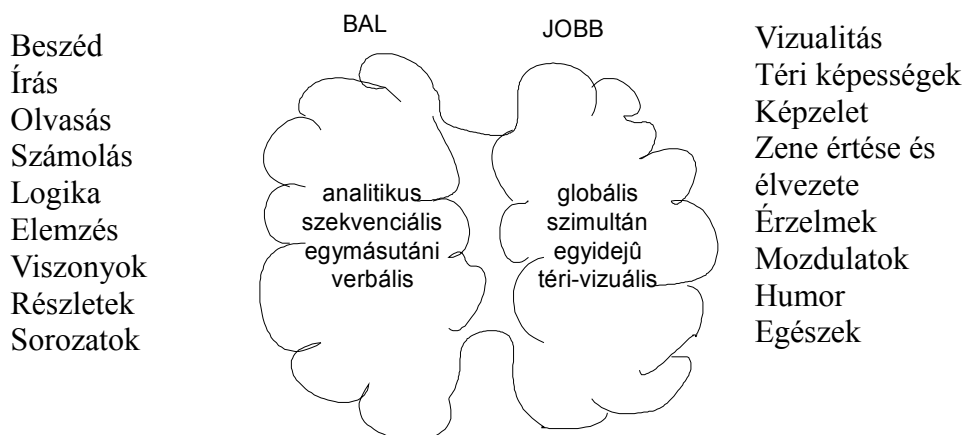 BAL
JOBB
Beszéd
Írás
Olvasás
Számolás
Logika
Elemzés
Viszonyok
Részletek
Sorozatok
analitikus
szekvenciális
egymásutáni
verbális
globális
szimultán
egyidejû
téri-vizuális
Vizualitás
Téri képességek
Képzelet
Zene értése és
élvezete
Érzelmek
Mozdulatok
Humor
Egészek